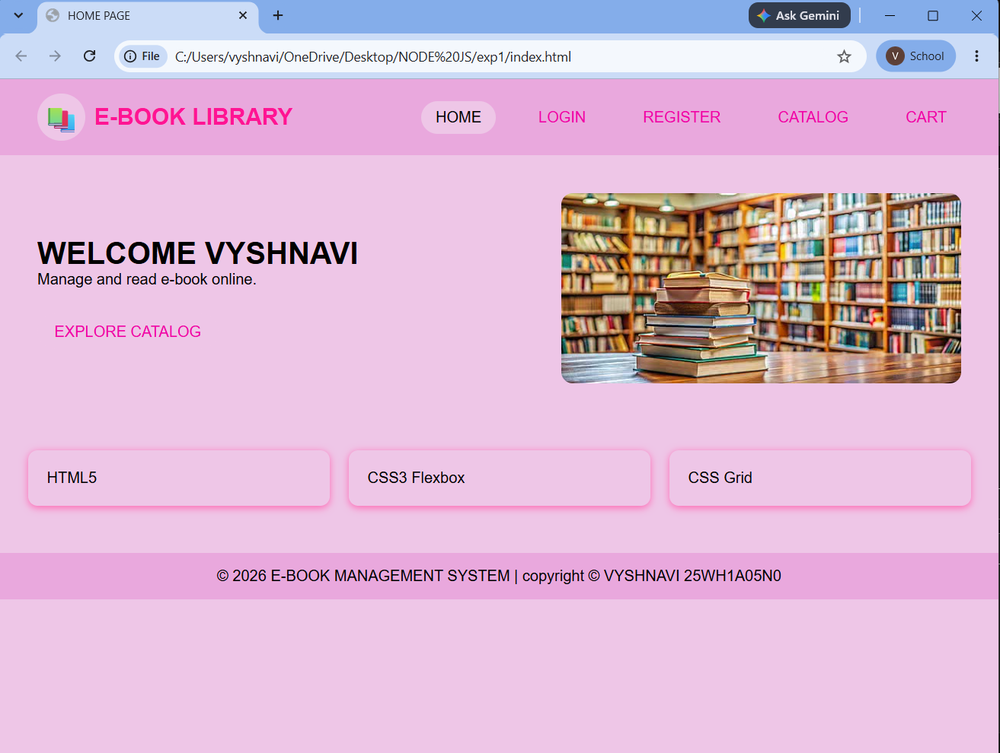 HOME PAGE
Ask Gemini
File
C:/Users/vyshnavi/OneDrive/Desktop/NODE%20JS/exp1/index.html
V
School
E-BOOK LIBRARY
HOME
LOGIN
REGISTER
CATALOG
CART
WELCOME VYSHNAVI
Manage and read e-book online.
EXPLORE CATALOG
HTML5
CSS3 Flexbox
CSS Grid
© 2026 E-BOOK MANAGEMENT SYSTEM | copyright © VYSHNAVI 25WH1A05N0